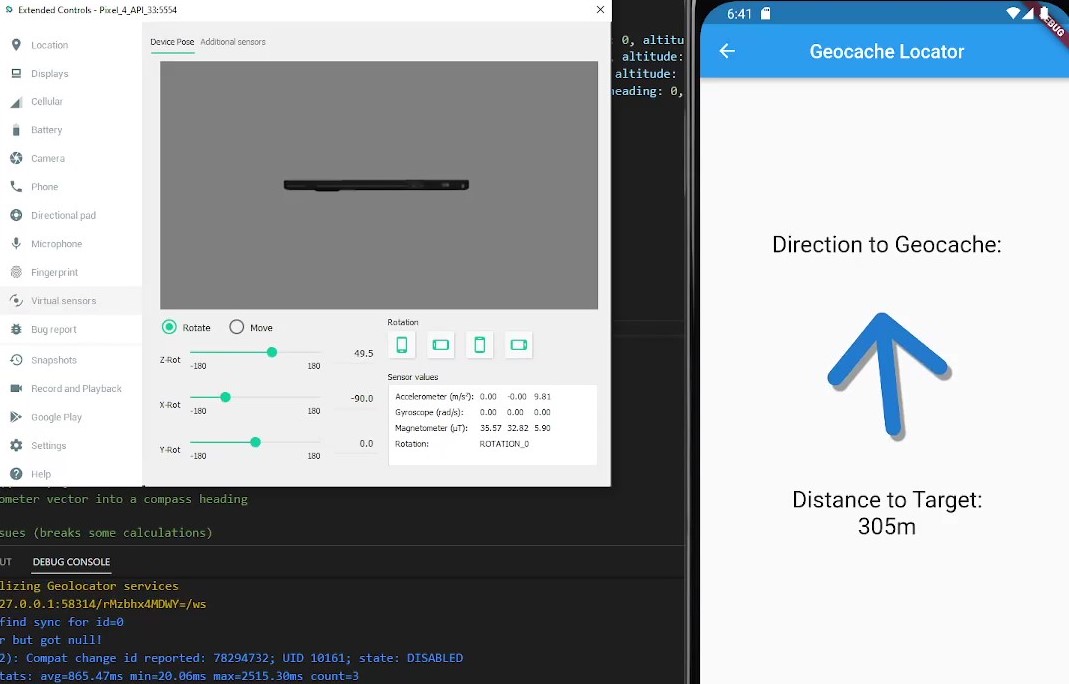 Extended Controls - Pixel_4_API_33:5554
Location
Displays
Cellular
Battery
Camera
Phone
Directional pad
Microphone
Fingerprint
Virtual sensors
Bug report
Snapshots
Record and Playback
Google Play
Settings
Help
Device Pose Additional sensors
Rotate Move
Z-Rot 49.5
-180 180
X-Rot -90.0
-180 180
Y-Rot 0.0
-180 180
Rotation
Sensor values
Accelerometer (m/s²): 0.00 -0.00 9.81
Gyroscope (rad/s): 0.00 0.00 0.00
Magnetometer (μT): 35.57 32.82 5.90
Rotation: ROTATION_0
0, altitu
altitude:
altitude:
eading: 0,
ometer vector into a compass heading
sues (breaks some calculations)
UT DEBUG CONSOLE
lizing Geolocator services
27.0.0.1:58314/rMzbhx4MDWY=/ws
find sync for id=0
r but got null!
2): Compat change id reported: 78294732; UID 10161; state: DISABLED
tats: avg=865.47ms min=20.06ms max=2515.30ms count=3
6:41
DEBUG
Geocache Locator
Direction to Geocache:
Distance to Target:
305m